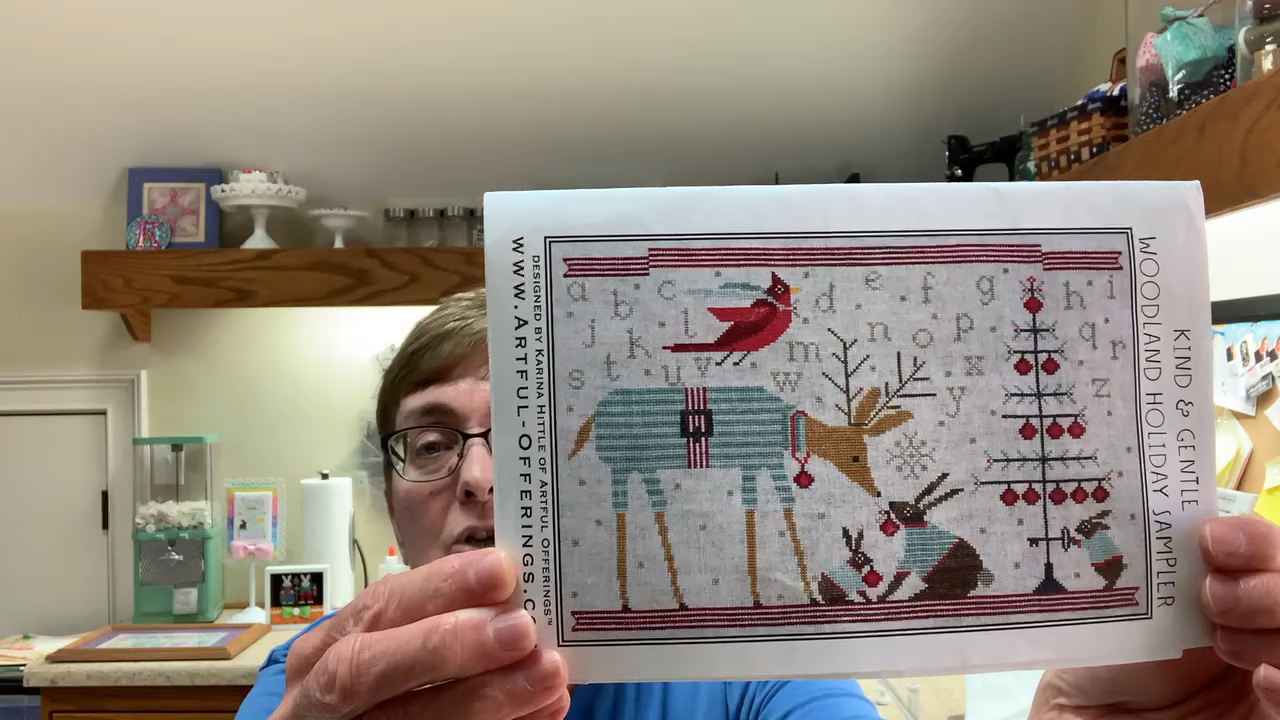 KIND & GENTLE
WOODLAND HOLIDAY SAMPLER
DESIGNED BY KARINA HITTLE OF ARTFUL OFFERINGS™
WWW.ARTFUL-OFFERINGS.C
a b c d e f g h i
j k l m n o p q r
s t u v w x y z